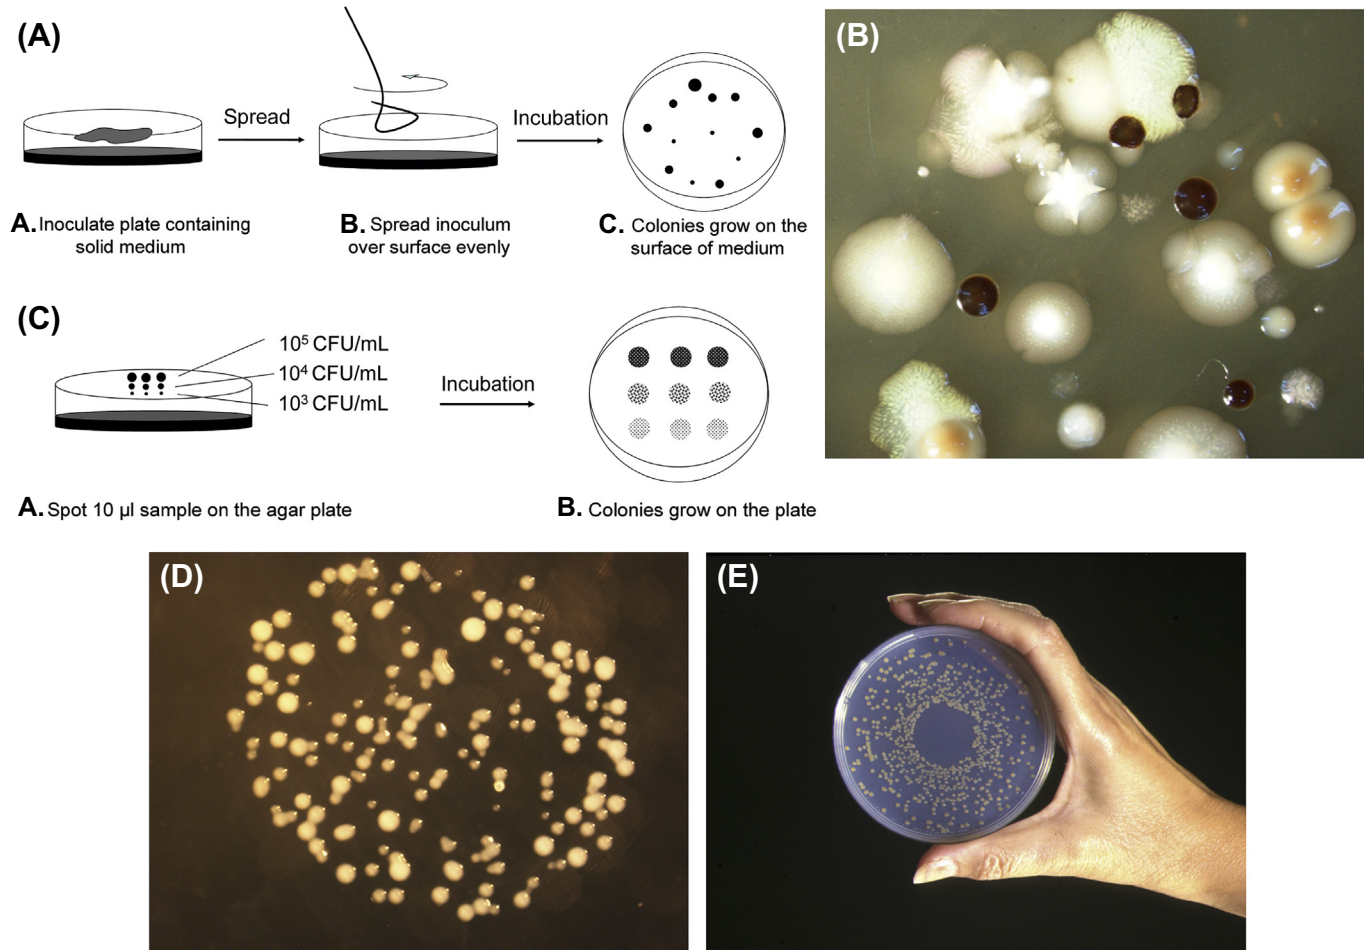 (A)
Spread
Incubation
A. Inoculate plate containing
solid medium
B. Spread inoculum
over surface evenly
C. Colonies grow on the
surface of medium
(B)
(C)
10⁵ CFU/mL
10⁴ CFU/mL
10³ CFU/mL
Incubation
A. Spot 10 µl sample on the agar plate
B. Colonies grow on the plate
(D)
(E)